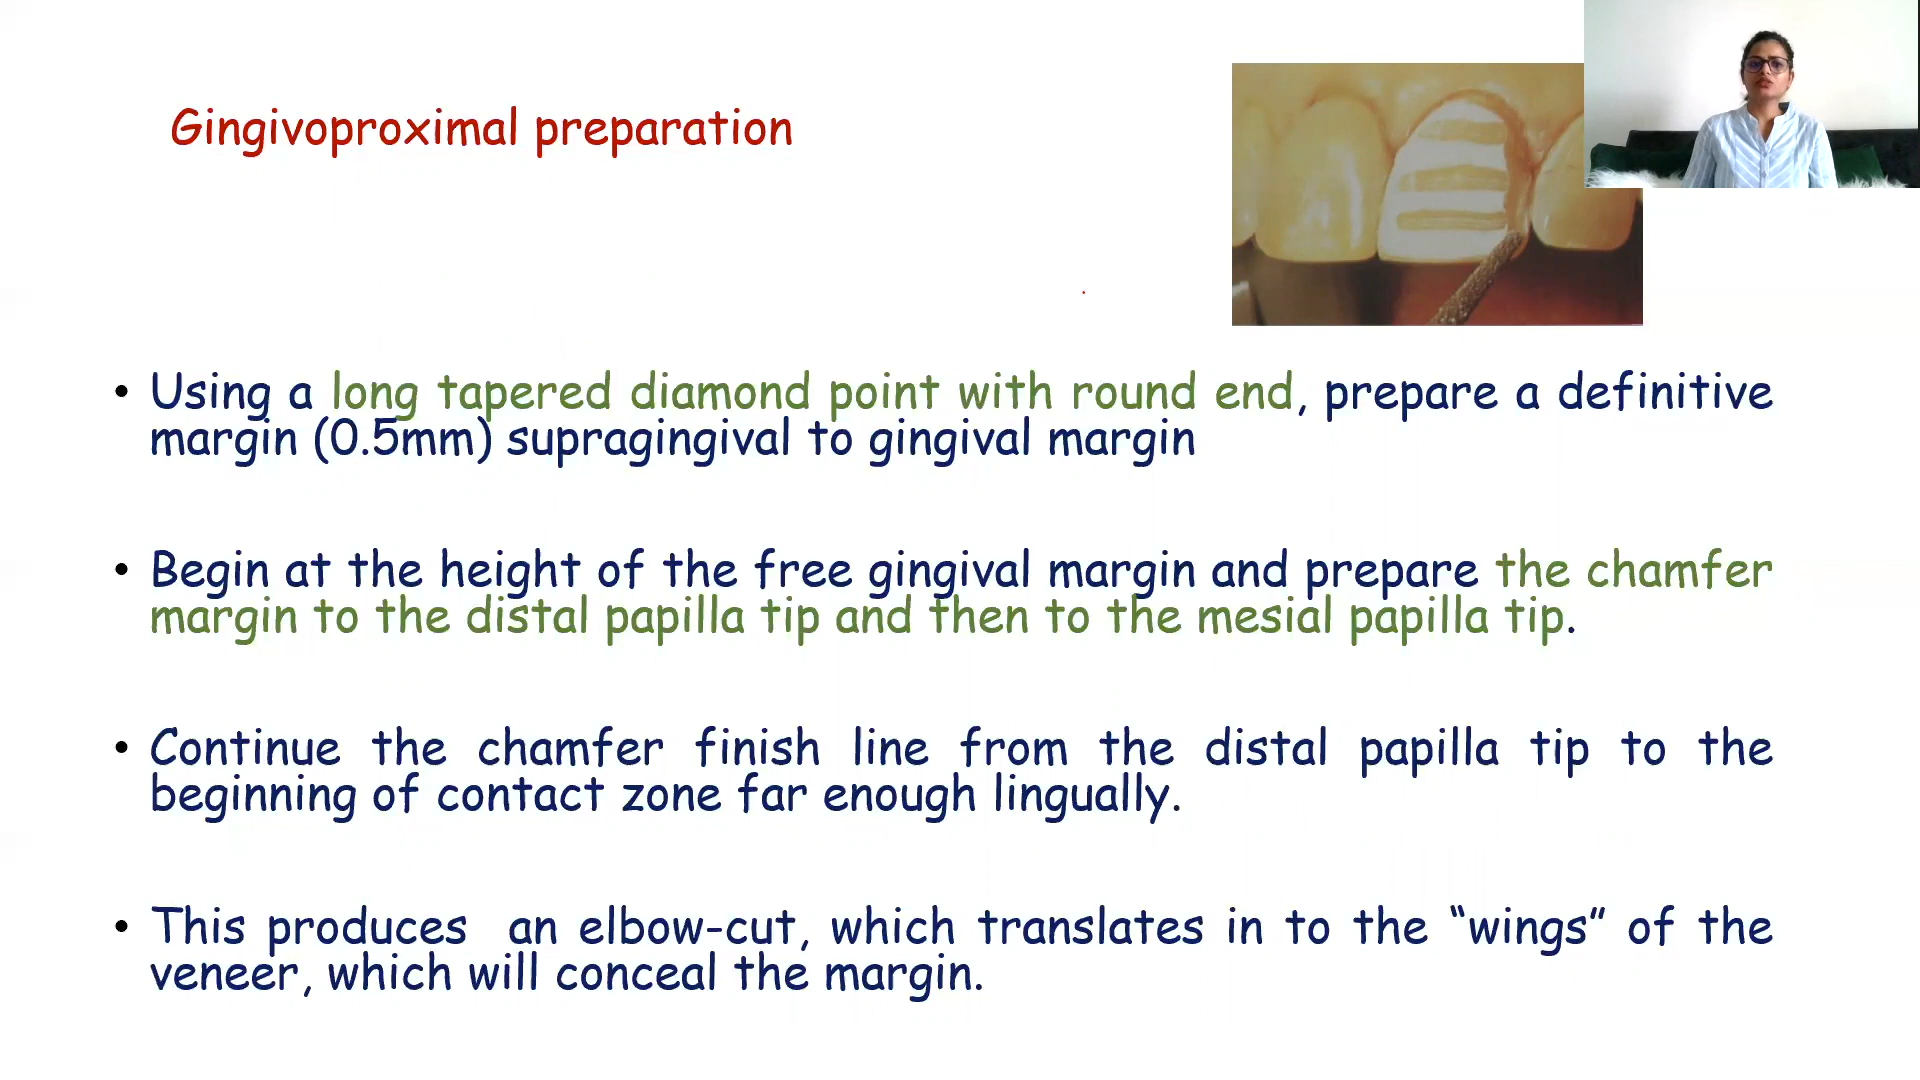 Gingivoproximal preparation
• Using a long tapered diamond point with round end, prepare a definitive
margin (0.5mm) supragingival to gingival margin
• Begin at the height of the free gingival margin and prepare the chamfer
margin to the distal papilla tip and then to the mesial papilla tip.
• Continue the chamfer finish line from the distal papilla tip to the
beginning of contact zone far enough lingually.
• This produces an elbow-cut, which translates in to the “wings” of the
veneer, which will conceal the margin.